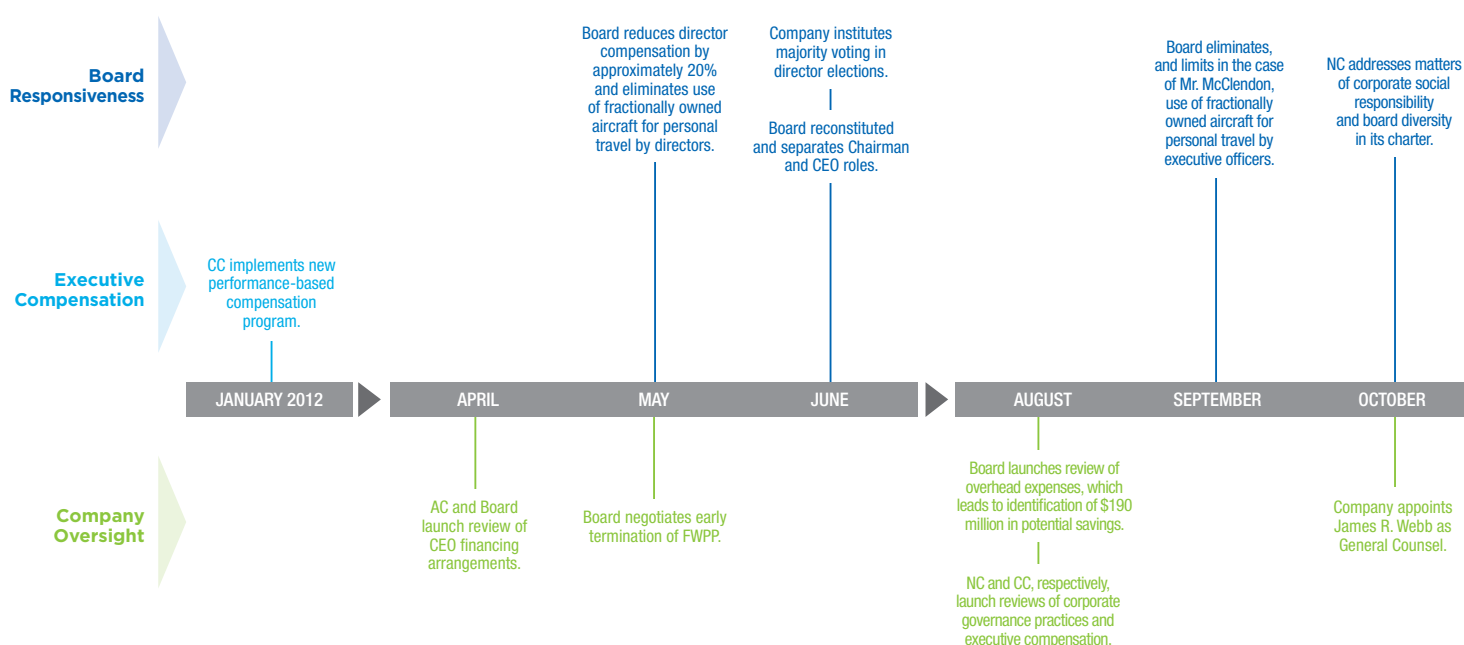 Board reduces director
compensation by
approximately 20%
and eliminates use
of fractionally owned
aircraft for personal
travel by directors.
Company institutes
majority voting in
director elections.
Board reconstituted
and separates Chairman
and CEO roles.
Board eliminates,
and limits in the case
of Mr. McClendon,
use of fractionally
owned aircraft for
personal travel by
executive officers.
NC addresses matters
of corporate social
responsibility
and board diversity
in its charter.
Board
Responsiveness
Executive
Compensation
CC implements new
performance-based
compensation
program.
JANUARY 2012
APRIL
MAY
JUNE
AUGUST
SEPTEMBER
OCTOBER
Company
Oversight
AC and Board
launch review of
CEO financing
arrangements.
Board negotiates early
termination of FWPP.
Board launches review of
overhead expenses, which
leads to identification of $190
million in potential savings.
NC and CC, respectively,
launch reviews of corporate
governance practices and
executive compensation.
Company appoints
James R. Webb as
General Counsel.